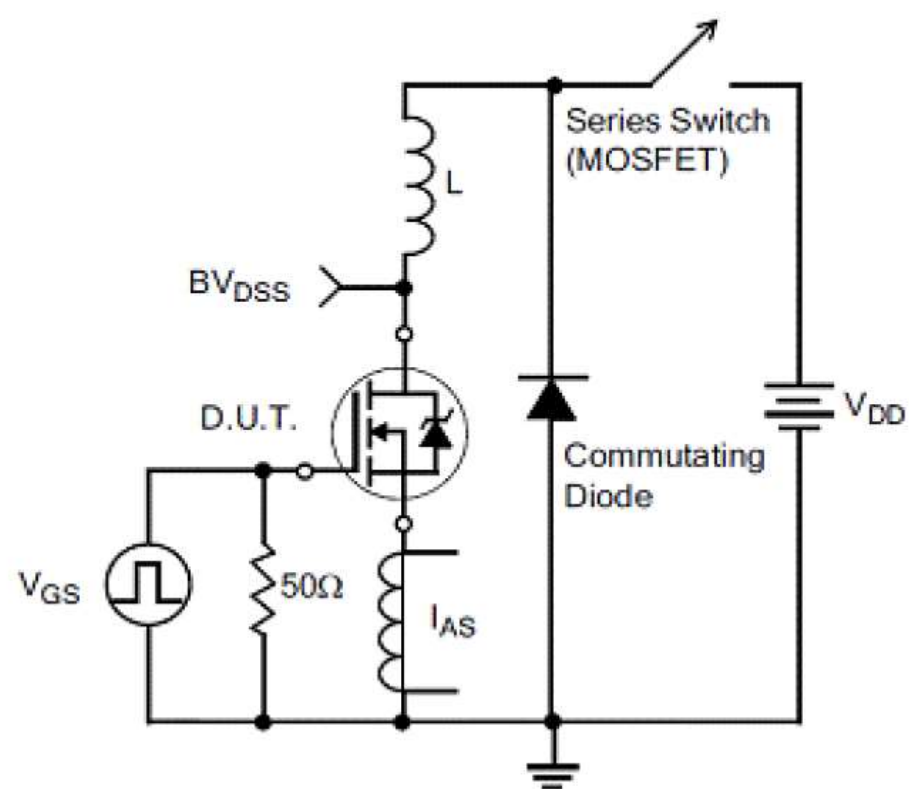 Series Switch
(MOSFET)
L
BVDSS
D.U.T.
VDD
Commutating
Diode
VGS
50Ω
IAS